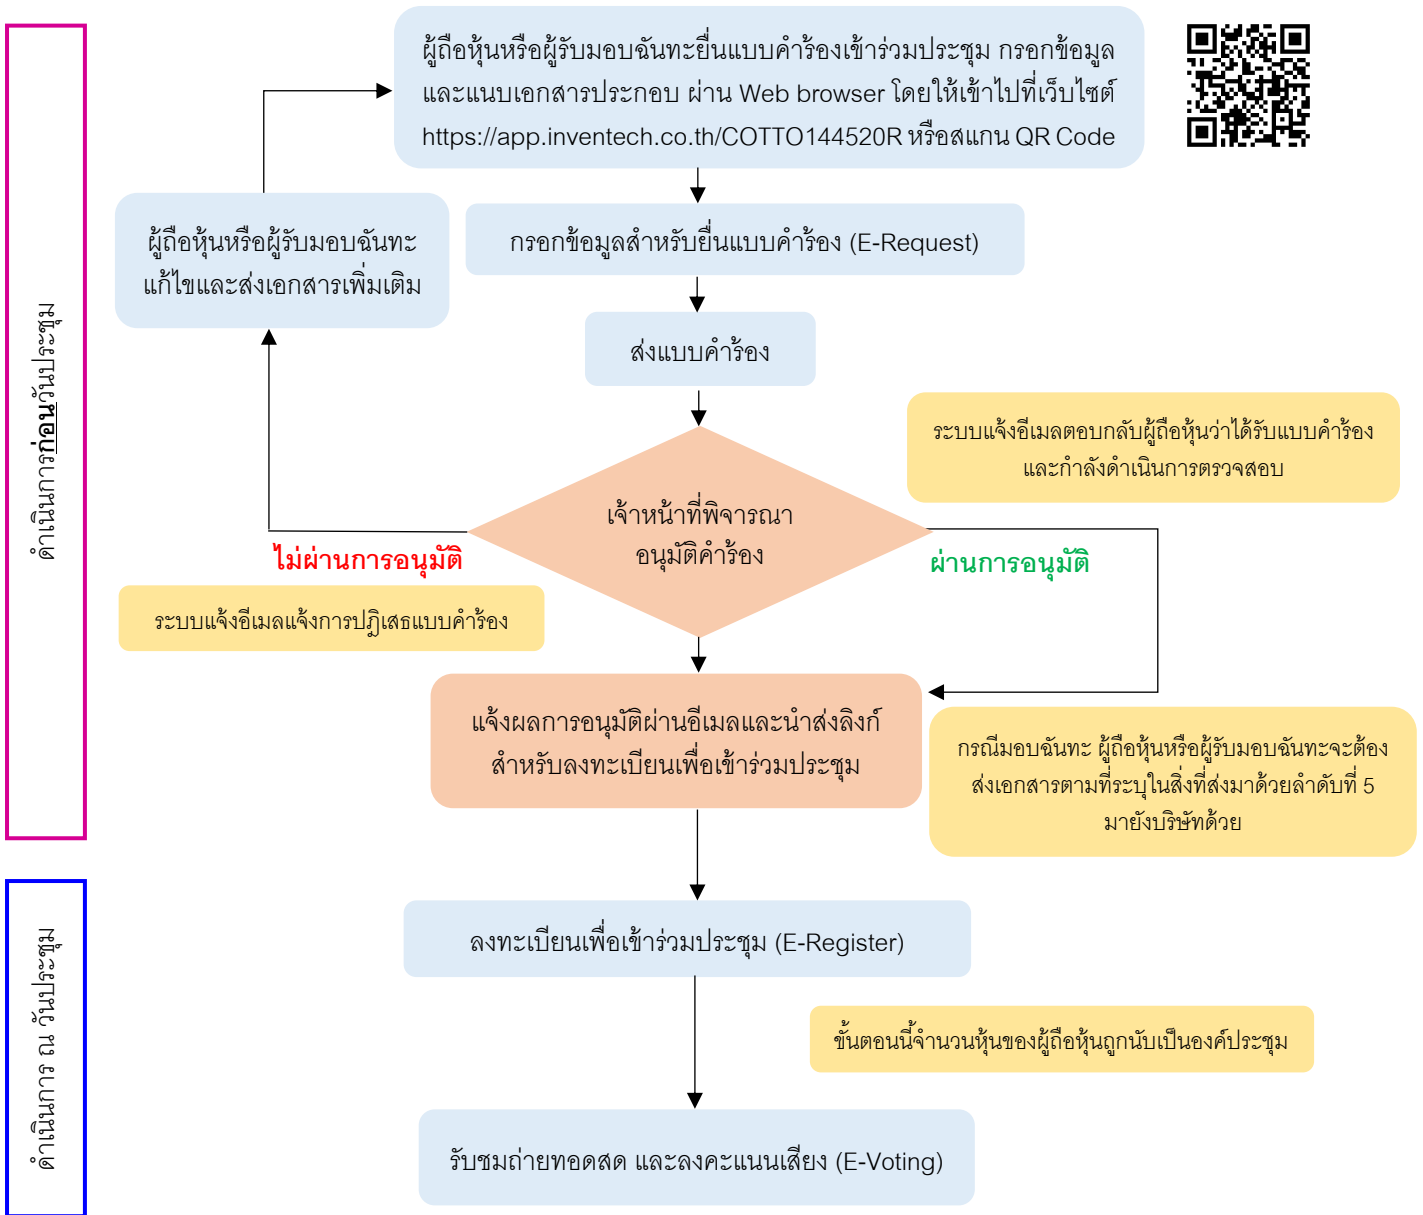 ดำเนินการก่อนวันประชุม
ผู้ถือหุ้นหรือผู้รับมอบฉันทะยื่นแบบคำร้องเข้าร่วมประชุม กรอกข้อมูล
และแนบเอกสารประกอบ ผ่าน Web browser โดยให้เข้าไปที่เว็บไซต์
https://app.inventech.co.th/COTTO144520R หรือสแกน QR Code
ผู้ถือหุ้นหรือผู้รับมอบฉันทะ
แก้ไขและส่งเอกสารเพิ่มเติม
กรอกข้อมูลสำหรับยื่นแบบคำร้อง (E-Request)
ส่งแบบคำร้อง
ระบบแจ้งอีเมลตอบกลับผู้ถือหุ้นว่าได้รับแบบคำร้อง
และกำลังดำเนินการตรวจสอบ
เจ้าหน้าที่พิจารณา
อนุมัติคำร้อง
ไม่ผ่านการอนุมัติ
ผ่านการอนุมัติ
ระบบแจ้งอีเมลแจ้งการปฏิเสธแบบคำร้อง
แจ้งผลการอนุมัติผ่านอีเมลและนำส่งลิงก์
สำหรับลงทะเบียนเพื่อเข้าร่วมประชุม
กรณีมอบฉันทะ ผู้ถือหุ้นหรือผู้รับมอบฉันทะจะต้อง
ส่งเอกสารตามที่ระบุในสิ่งที่ส่งมาด้วยลำดับที่ 5
มายังบริษัทด้วย
ดำเนินการ ณ วันประชุม
ลงทะเบียนเพื่อเข้าร่วมประชุม (E-Register)
ขั้นตอนนี้จำนวนหุ้นของผู้ถือหุ้นถูกนับเป็นองค์ประชุม
รับชมถ่ายทอดสด และลงคะแนนเสียง (E-Voting)